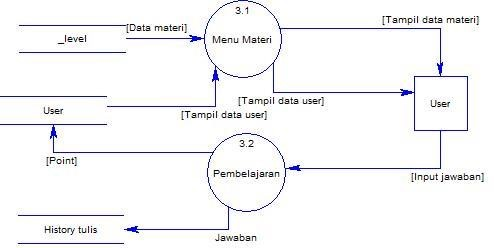 3.1
[Tampil data materi]
[Data materi]
_level
Menu Materi
[Tampil data user]
User
User
[Tampil data user]
3.2
[Point]
Pembelajaran
[Input jawaban]
History tulis
Jawaban